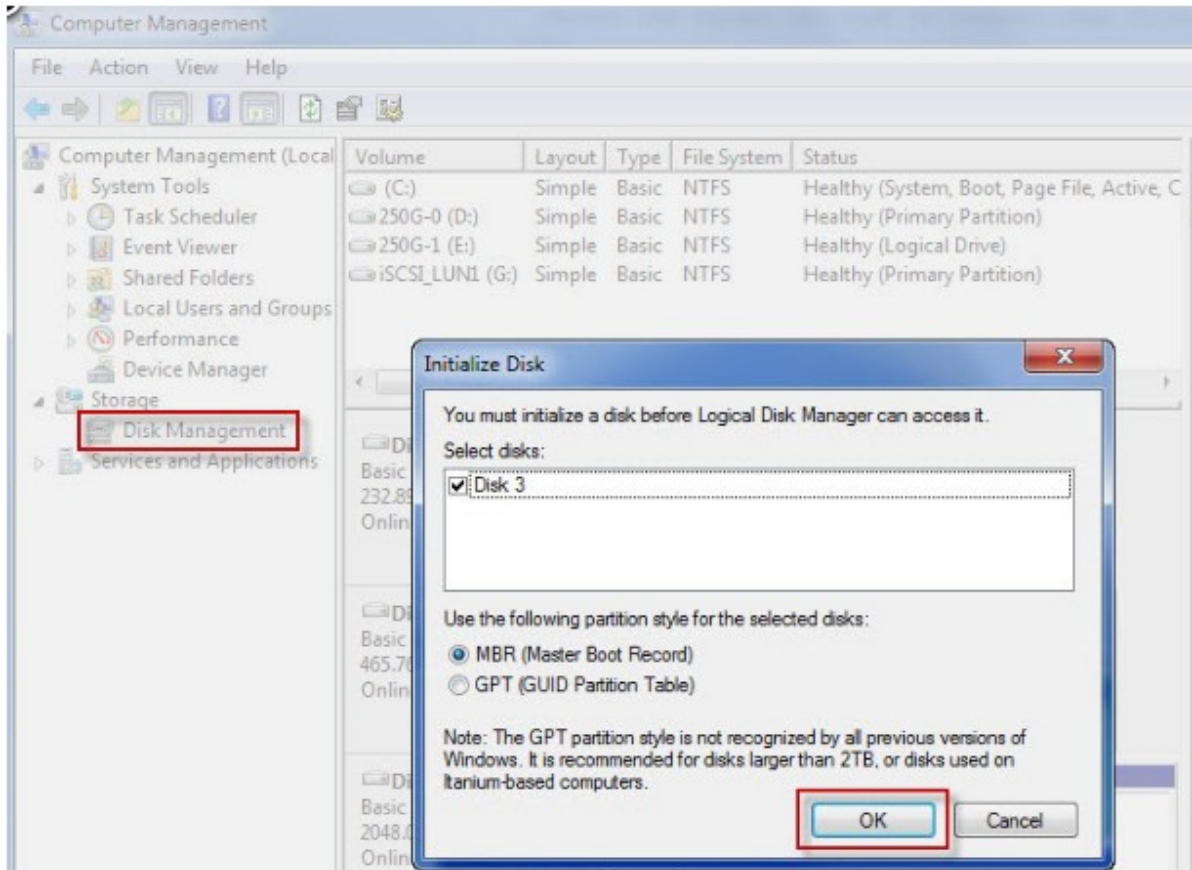 Computer Management
File Action View Help
Computer Management (Local
System Tools
Task Scheduler
Event Viewer
Shared Folders
Local Users and Groups
Performance
Device Manager
Storage
Disk Management
Services and Applications
Volume Layout Type File System Status
(C:) Simple Basic NTFS Healthy (System, Boot, Page File, Active, C
250G-0 (D:) Simple Basic NTFS Healthy (Primary Partition)
250G-1 (E:) Simple Basic NTFS Healthy (Logical Drive)
iSCSI_LUN1 (G:) Simple Basic NTFS Healthy (Primary Partition)
Di
Basic
232.89
Onlin
Di
Basic
465.76
Onlin
Di
Basic
2048.0
Onlin
Initialize Disk
You must initialize a disk before Logical Disk Manager can access it.
Select disks:
Disk 3
Use the following partition style for the selected disks:
MBR (Master Boot Record)
GPT (GUID Partition Table)
Note: The GPT partition style is not recognized by all previous versions of
Windows. It is recommended for disks larger than 2TB, or disks used on
Itanium-based computers.
OK Cancel